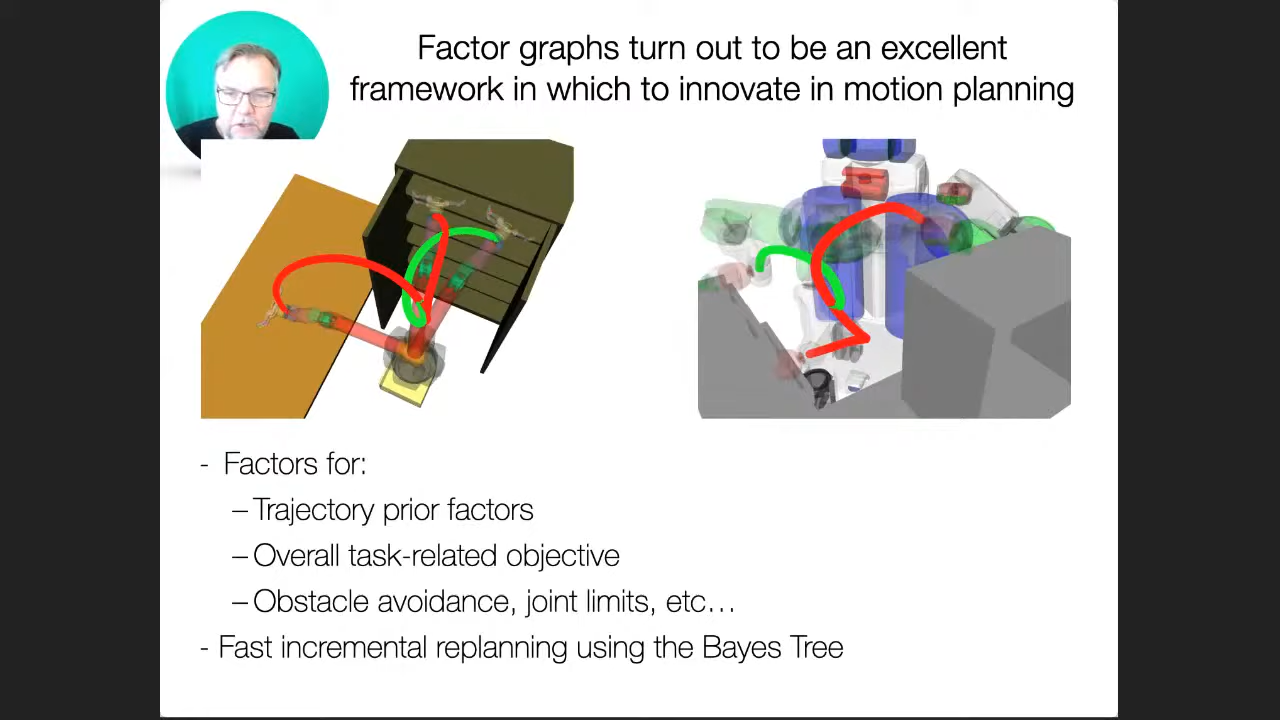 Factor graphs turn out to be an excellent
framework in which to innovate in motion planning
- Factors for:
– Trajectory prior factors
– Overall task-related objective
– Obstacle avoidance, joint limits, etc…
- Fast incremental replanning using the Bayes Tree